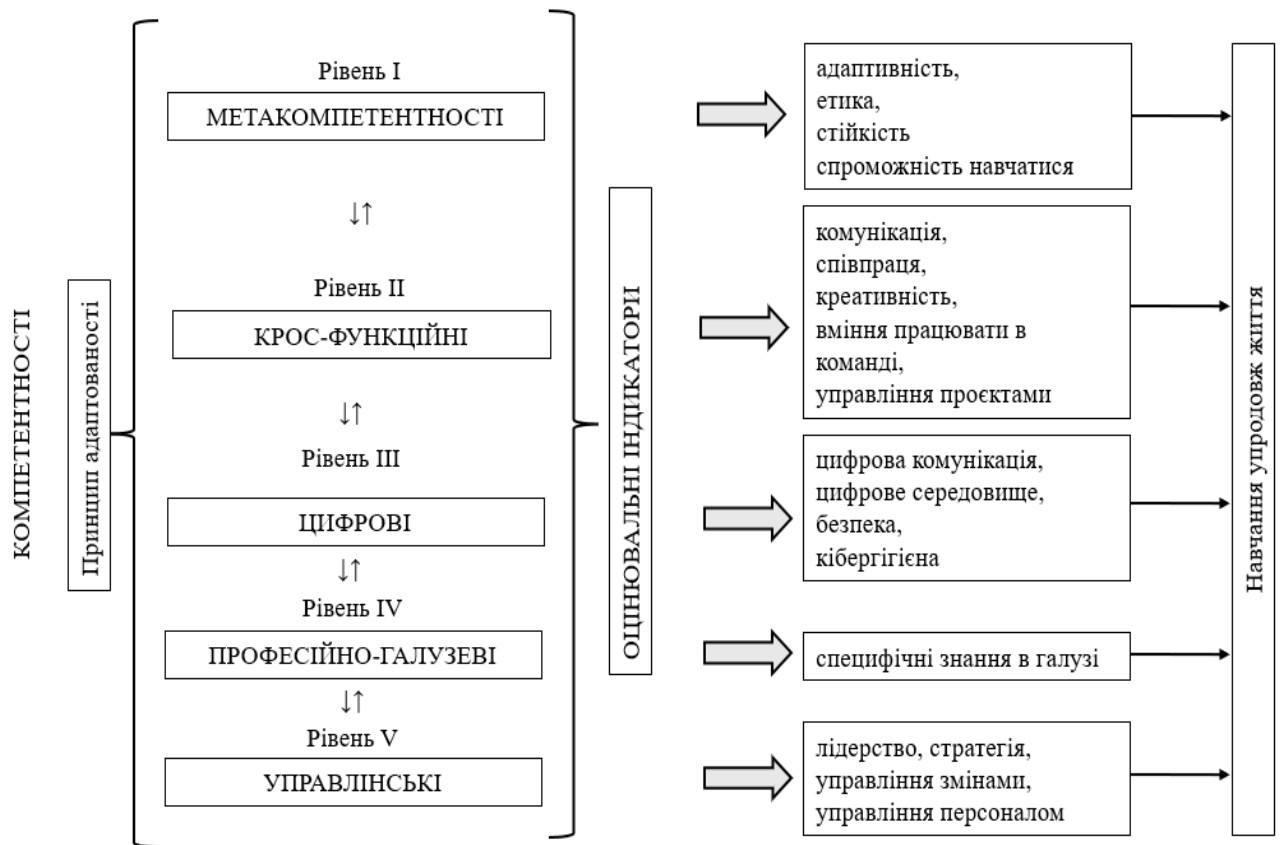 КОМПЕТЕНТНОСТІ
Принцип адаптованості
Рівень I
МЕТАКОМПЕТЕНТНОСТІ
↓↑
Рівень II
КРОС-ФУНКЦІЙНІ
↓↑
Рівень III
ЦИФРОВІ
↓↑
Рівень IV
ПРОФЕСІЙНО-ГАЛУЗЕВІ
↓↑
Рівень V
УПРАВЛІНСЬКІ
ОЦІНЮВАЛЬНІ ІНДИКАТОРИ
адаптивність,
етика,
стійкість
спроможність навчатися
комунікація,
співпраця,
креативність,
вміння працювати в
команді,
управління проєктами
цифрова комунікація,
цифрове середовище,
безпека,
кібергігієна
специфічні знання в галузі
лідерство, стратегія,
управління змінами,
управління персоналом
Навчання упродовж життя